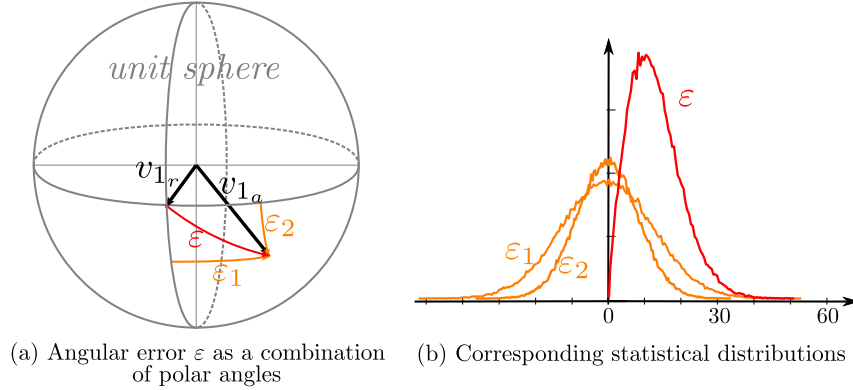 unit sphere
v1r
v1a
ε
ε2
ε1
(a) Angular error ε as a combination
of polar angles
ε
ε1
ε2
0 30 60
(b) Corresponding statistical distributions